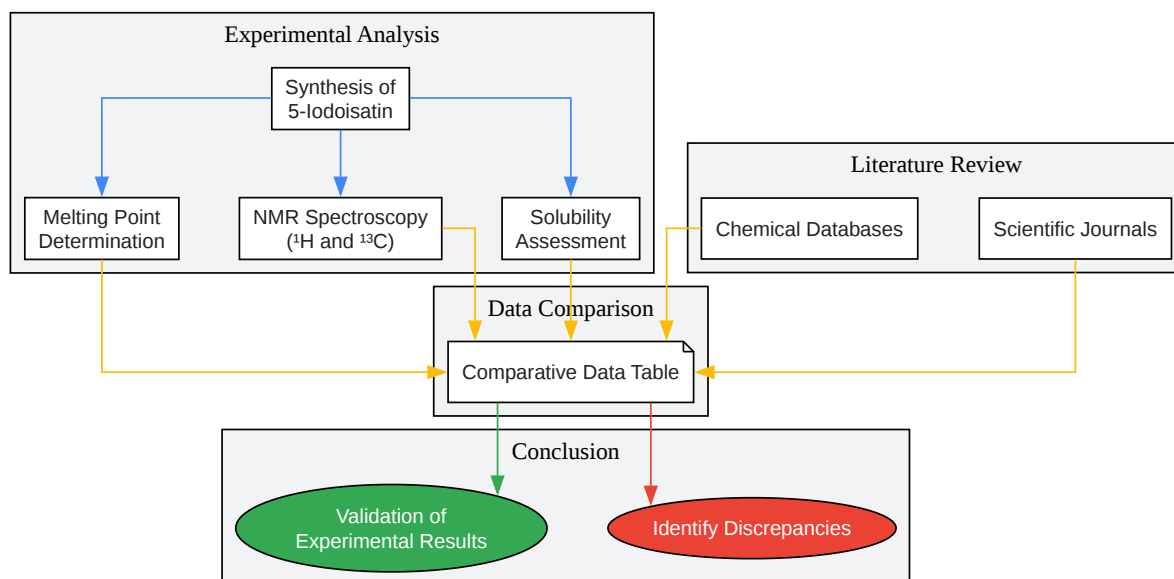 Experimental Analysis
Synthesis of
5-Iodoisatin
Melting Point
Determination
NMR Spectroscopy
(¹H and ¹³C)
Solubility
Assessment
Literature Review
Chemical Databases
Scientific Journals
Data Comparison
Comparative Data Table
Conclusion
Validation of
Experimental Results
Identify Discrepancies